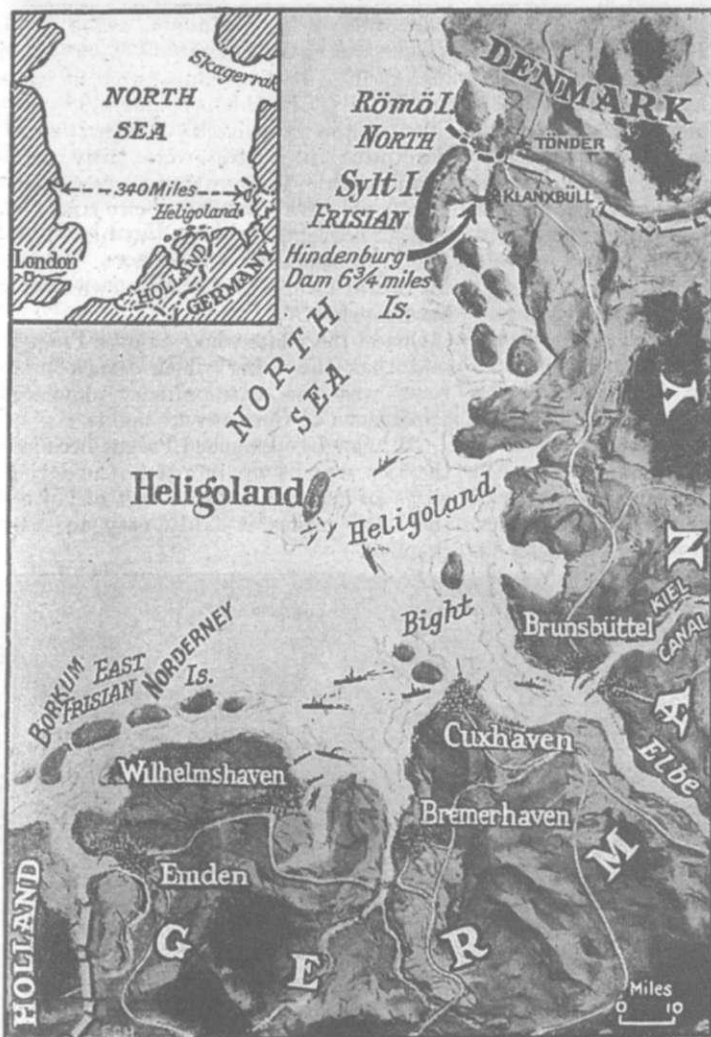 Skagerrak
NORTH
SEA
340 Miles
Heligoland
London
HOLLAND
GERMANY
DENMARK
Römö I.
NORTH
TÖNDER
Sylt I.
KLANXBÜLL
FRISIAN
Hindenburg
Dam 6¾ miles
Is.
NORTH
SEA
Heligoland
Heligoland
Bight
Brunsbüttel
KIEL
CANAL
BORKUM
EAST
FRISIAN
NORDERNEY
Is.
Cuxhaven
Elbe
Wilhelmshaven
Bremerhaven
Emden
HOLLAND
GERMANY
Miles
0 10